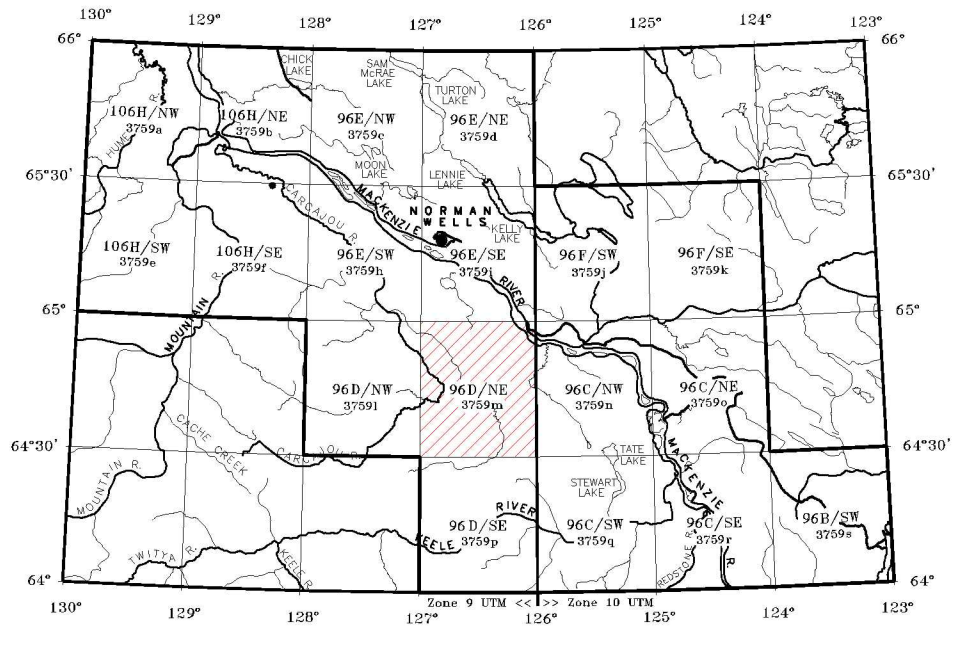 130° 129° 128° 127° 126° 125° 124° 123°
66° 66°
CHICK
LAKE
SAM
McRAE
LAKE
TURTON
LAKE
106H/NW
3759a
106H/NE
3759b
96E/NW
3759c
96E/NE
3759d
HUME R.
MOON
LAKE
LENNIE
LAKE
65°30' 65°30'
CARCAJOU R.
MACKENZIE
NORMAN
WELLS
KELLY
LAKE
106H/SW
3759e
106H/SE
3759f
96E/SW
3759h
96E/SE
3759i
96F/SW
3759j
96F/SE
3759k
RIVER
MOUNTAIN R.
65° 65°
96D/NW
3759l
96D/NE
3759m
96C/NW
3759n
96C/NE
3759o
CACHE CREEK
CARCAJOU R.
64°30' 64°30'
TATE
LAKE
MACKENZIE
STEWART
LAKE
MOUNTAIN R.
RIVER
96D/SE
3759p
96C/SW
3759q
96C/SE
3759r
96B/SW
3759s
KEELE
TWITYA R.
KEELE R.
REDSTONE R.
R.
64° 64°
Zone 9 UTM << >> Zone 10 UTM
130° 129° 128° 127° 126° 125° 124° 123°